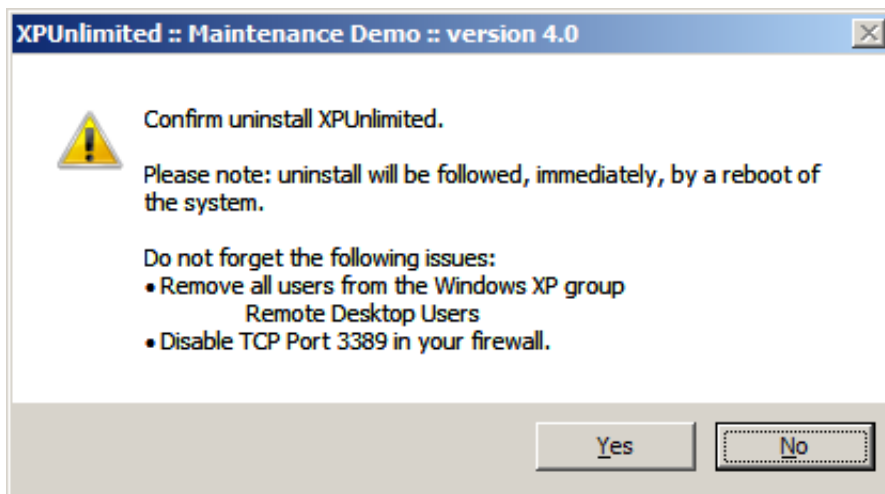 XPUnlimited :: Maintenance Demo :: version 4.0
Confirm uninstall XPUnlimited.
Please note: uninstall will be followed, immediately, by a reboot of
the system.
Do not forget the following issues:
• Remove all users from the Windows XP group
Remote Desktop Users
• Disable TCP Port 3389 in your firewall.
Yes No